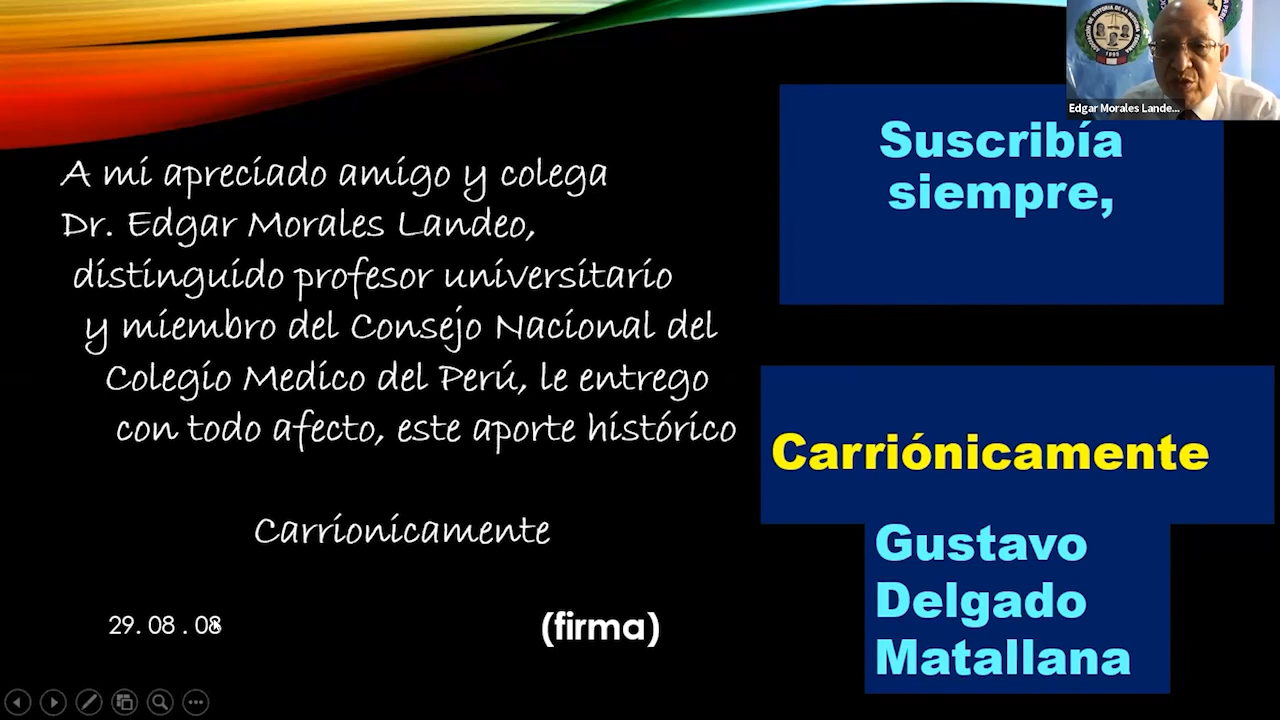 A mi apreciado amigo y colega
Dr. Edgar Morales Landeo,
distinguido profesor universitario
y miembro del Consejo Nacional del
Colegio Medico del Perú, le entrego
con todo afecto, este aporte histórico
Carrionicamente
29. 08 . 08
(firma)
Edgar Morales Lande...
Suscribía
siempre,
Carriónicamente
Gustavo
Delgado
Matallana